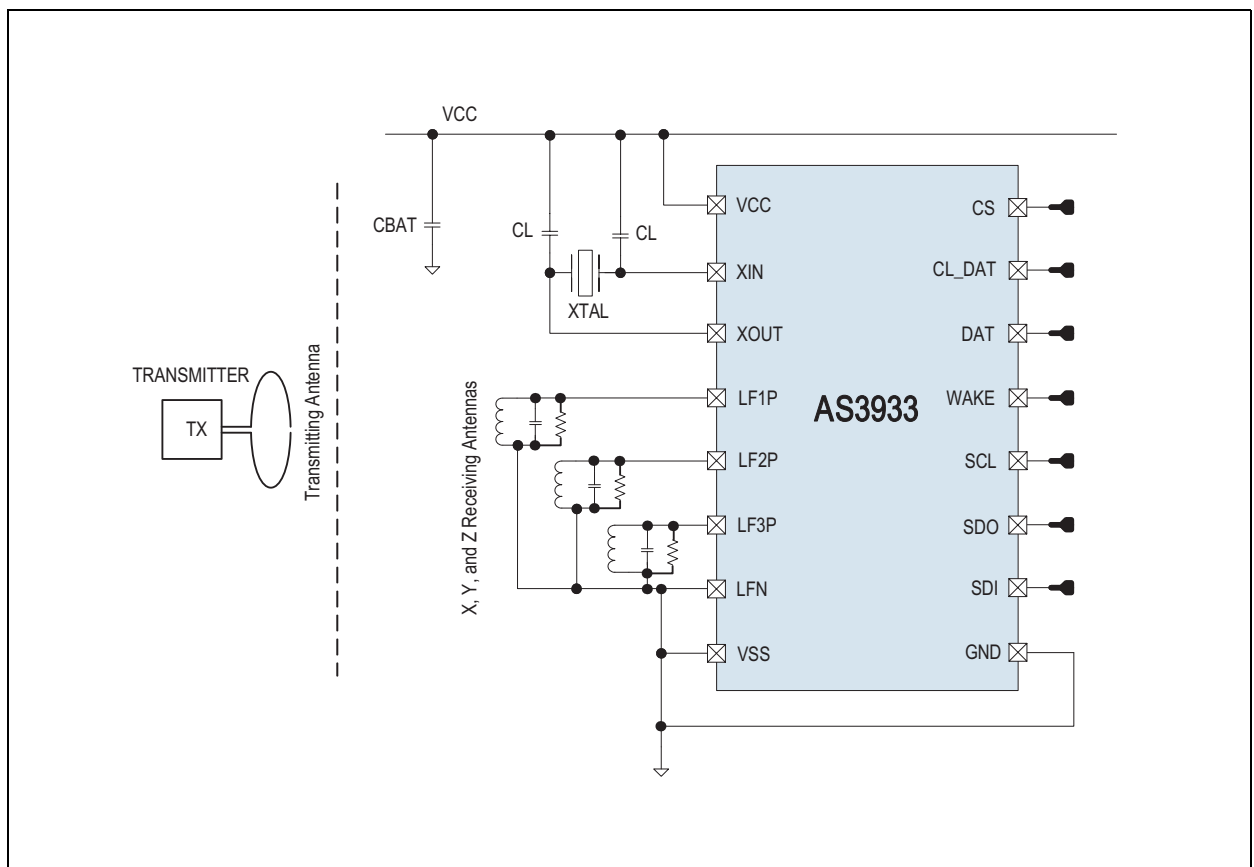 VCC
CBAT
CL
CL
XTAL
TRANSMITTER
TX
Transmitting Antenna
X, Y, and Z Receiving Antennas
AS3933
VCC
XIN
XOUT
LF1P
LF2P
LF3P
LFN
VSS
CS
CL_DAT
DAT
WAKE
SCL
SDO
SDI
GND